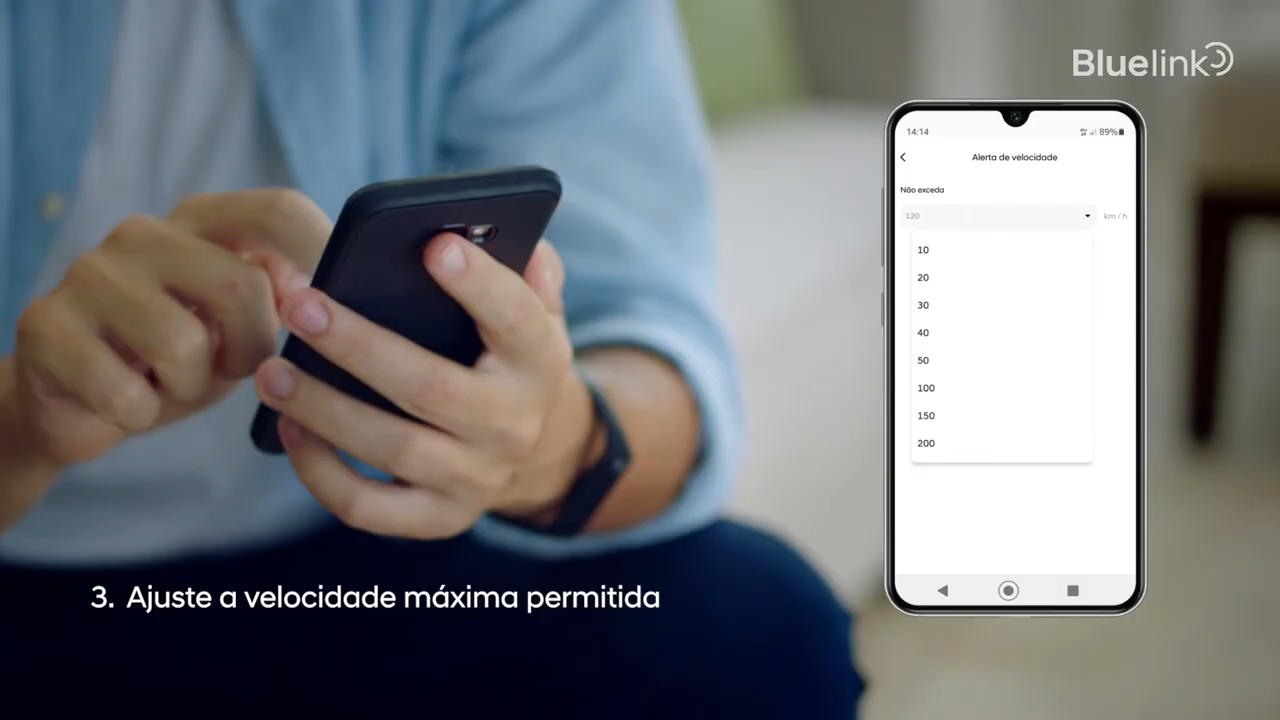 Bluelink
14:14
89%
Alerta de velocidade
Não exceda
120
km / h
10
20
30
40
50
100
150
200
3. Ajuste a velocidade máxima permitida